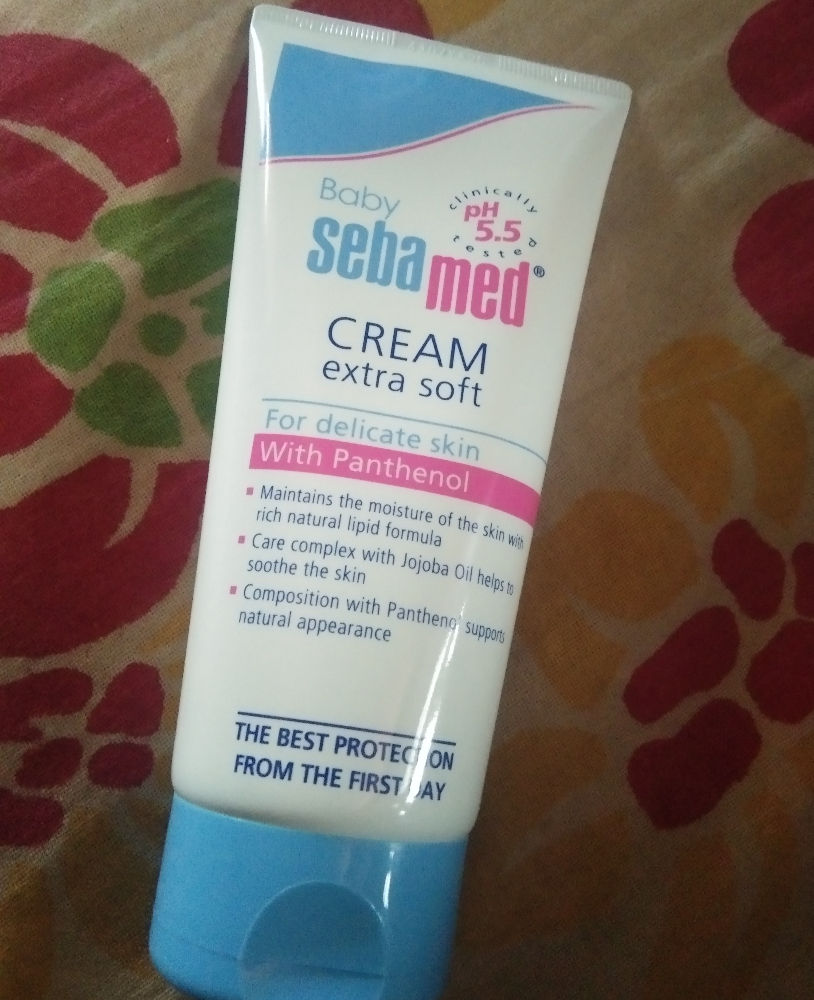 Baby
clinically
pH
5.5
tested
sebamed®
CREAM
extra soft
For delicate skin
With Panthenol
Maintains the moisture of the skin with
rich natural lipid formula
Care complex with Jojoba Oil helps to
soothe the skin
Composition with Panthenol supports
natural appearance
THE BEST PROTECTION
FROM THE FIRST DAY